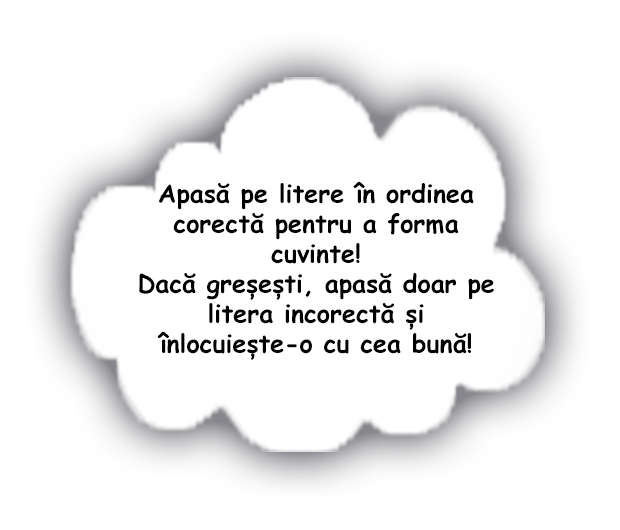 Apasă pe litere în ordinea
corectă pentru a forma
cuvinte!
Dacă greșești, apasă doar pe
litera incorectă și
înlocuiește-o cu cea bună!